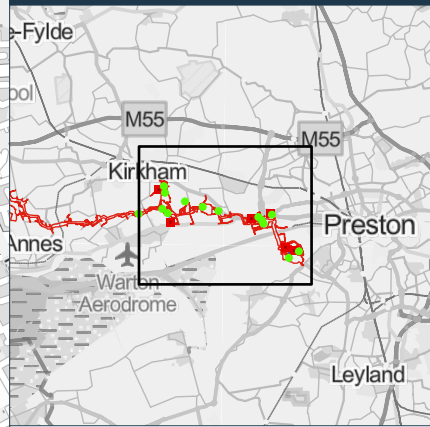 e-Fylde
ool
M55
M55
Kirkham
Preston
Annes
Warton
Aerodrome
Leyland